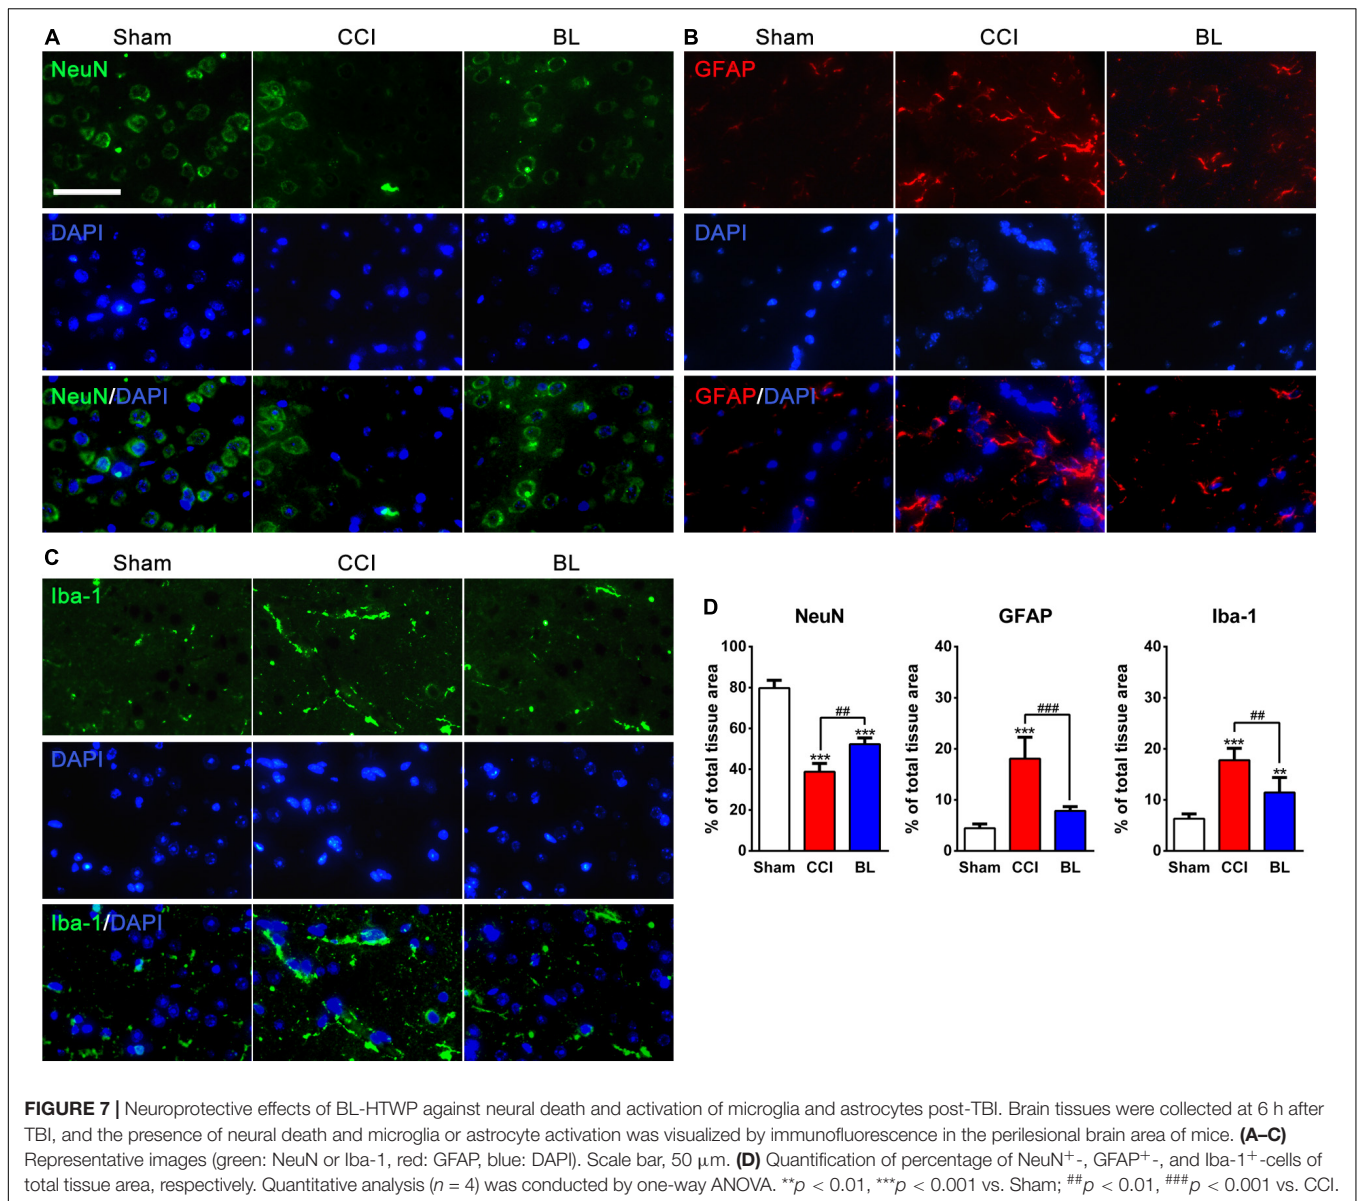 A Sham CCI BL
NeuN
DAPI
NeuN/DAPI
B Sham CCI BL
GFAP
DAPI
GFAP/DAPI
C Sham CCI BL
Iba-1
DAPI
Iba-1/DAPI
D
NeuN
% of total tissue area
100
80
60
40
20
0
***
##
***
Sham CCI BL
GFAP
% of total tissue area
40
30
20
10
0
***
###
Sham CCI BL
Iba-1
% of total tissue area
40
30
20
10
0
***
##
**
Sham CCI BL
FIGURE 7 | Neuroprotective effects of BL-HTWP against neural death and activation of microglia and astrocytes post-TBI. Brain tissues were collected at 6 h after
TBI, and the presence of neural death and microglia or astrocyte activation was visualized by immunofluorescence in the perilesional brain area of mice. (A–C)
Representative images (green: NeuN or Iba-1, red: GFAP, blue: DAPI). Scale bar, 50 μm. (D) Quantification of percentage of NeuN⁺-, GFAP⁺-, and Iba-1⁺-cells of
total tissue area, respectively. Quantitative analysis (n = 4) was conducted by one-way ANOVA. **p < 0.01, ***p < 0.001 vs. Sham; ##p < 0.01, ###p < 0.001 vs. CCI.